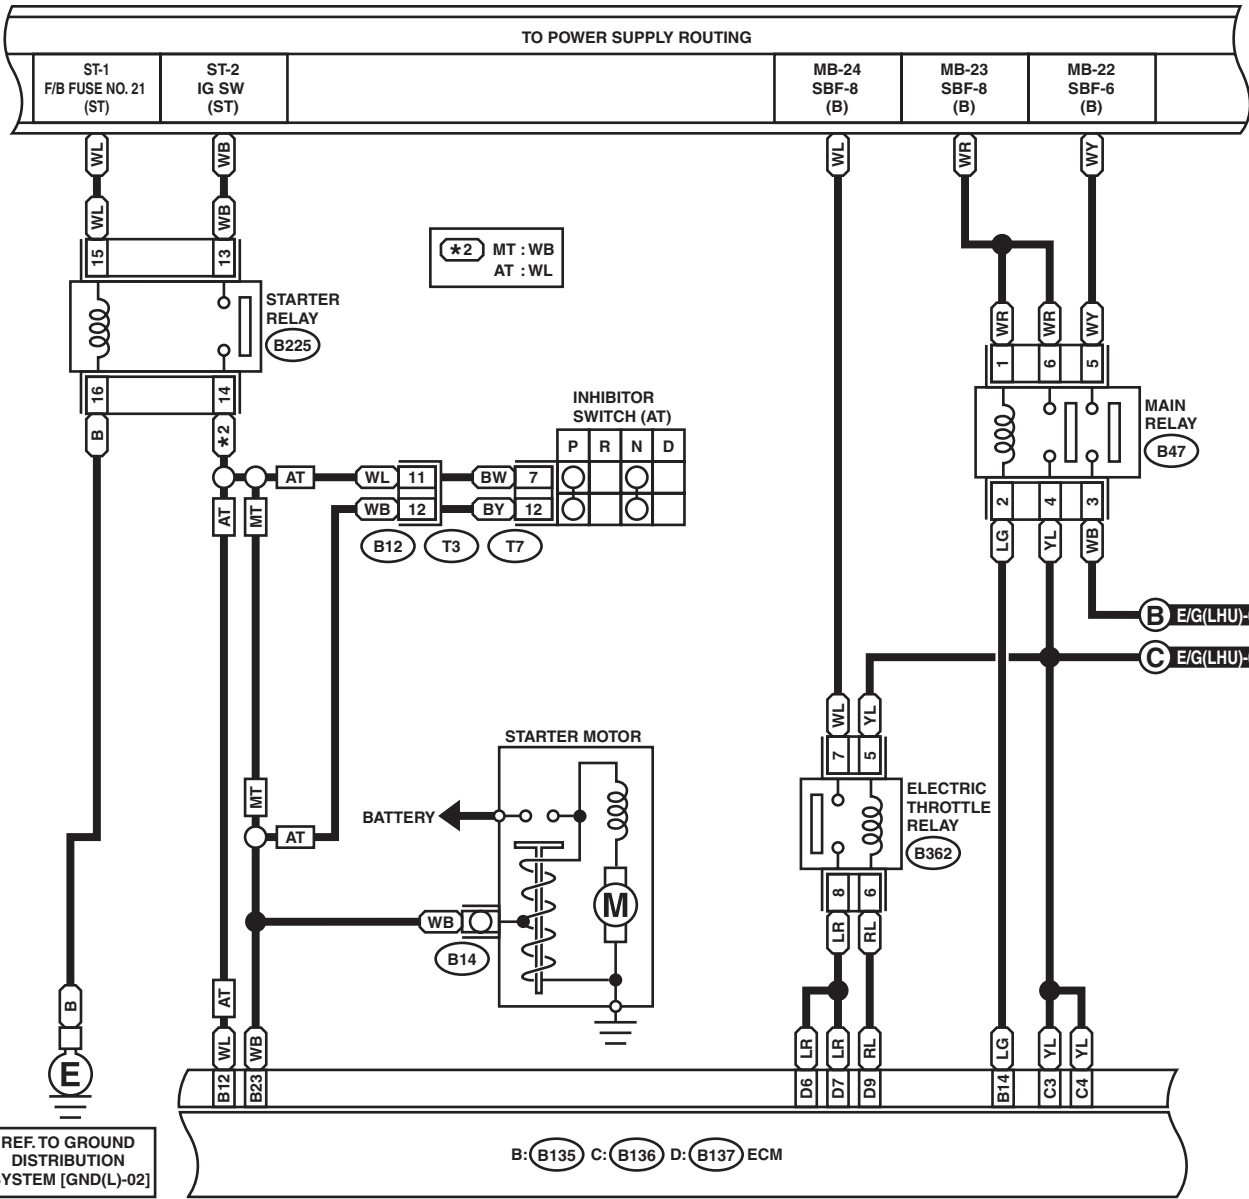 TO POWER SUPPLY ROUTING
ST-1
F/B FUSE NO. 21
(ST)
ST-2
IG SW
(ST)
MB-24
SBF-8
(B)
MB-23
SBF-8
(B)
MB-22
SBF-6
(B)
WL
WB
WL
WR
WY
WL
WB
15
13
STARTER
RELAY
B225
16
14
B
*2
*2 MT : WB
AT : WL
WR
WR
WY
1
6
5
MAIN
RELAY
B47
2
4
3
LG
YL
WB
INHIBITOR
SWITCH (AT)
P R N D
AT WL 11 BW 7
AT MT WB 12 BY 12
B12 T3 T7
B E/G(LHU)-
C E/G(LHU)-
WL
YL
7
5
ELECTRIC
THROTTLE
RELAY
B362
8
6
LR
RL
STARTER MOTOR
BATTERY
MT
AT
M
WB
B14
B
AT
E
WL
WB
LR
LR
RL
LG
YL
YL
B12
B23
D6
D7
D9
B14
C3
C4
REF. TO GROUND
DISTRIBUTION
YSTEM [GND(L)-02]
B: B135 C: B136 D: B137 ECM